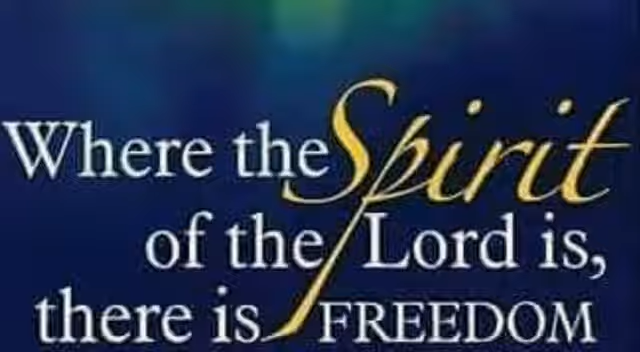 Where the Spirit
of the Lord is,
there is FREEDOM